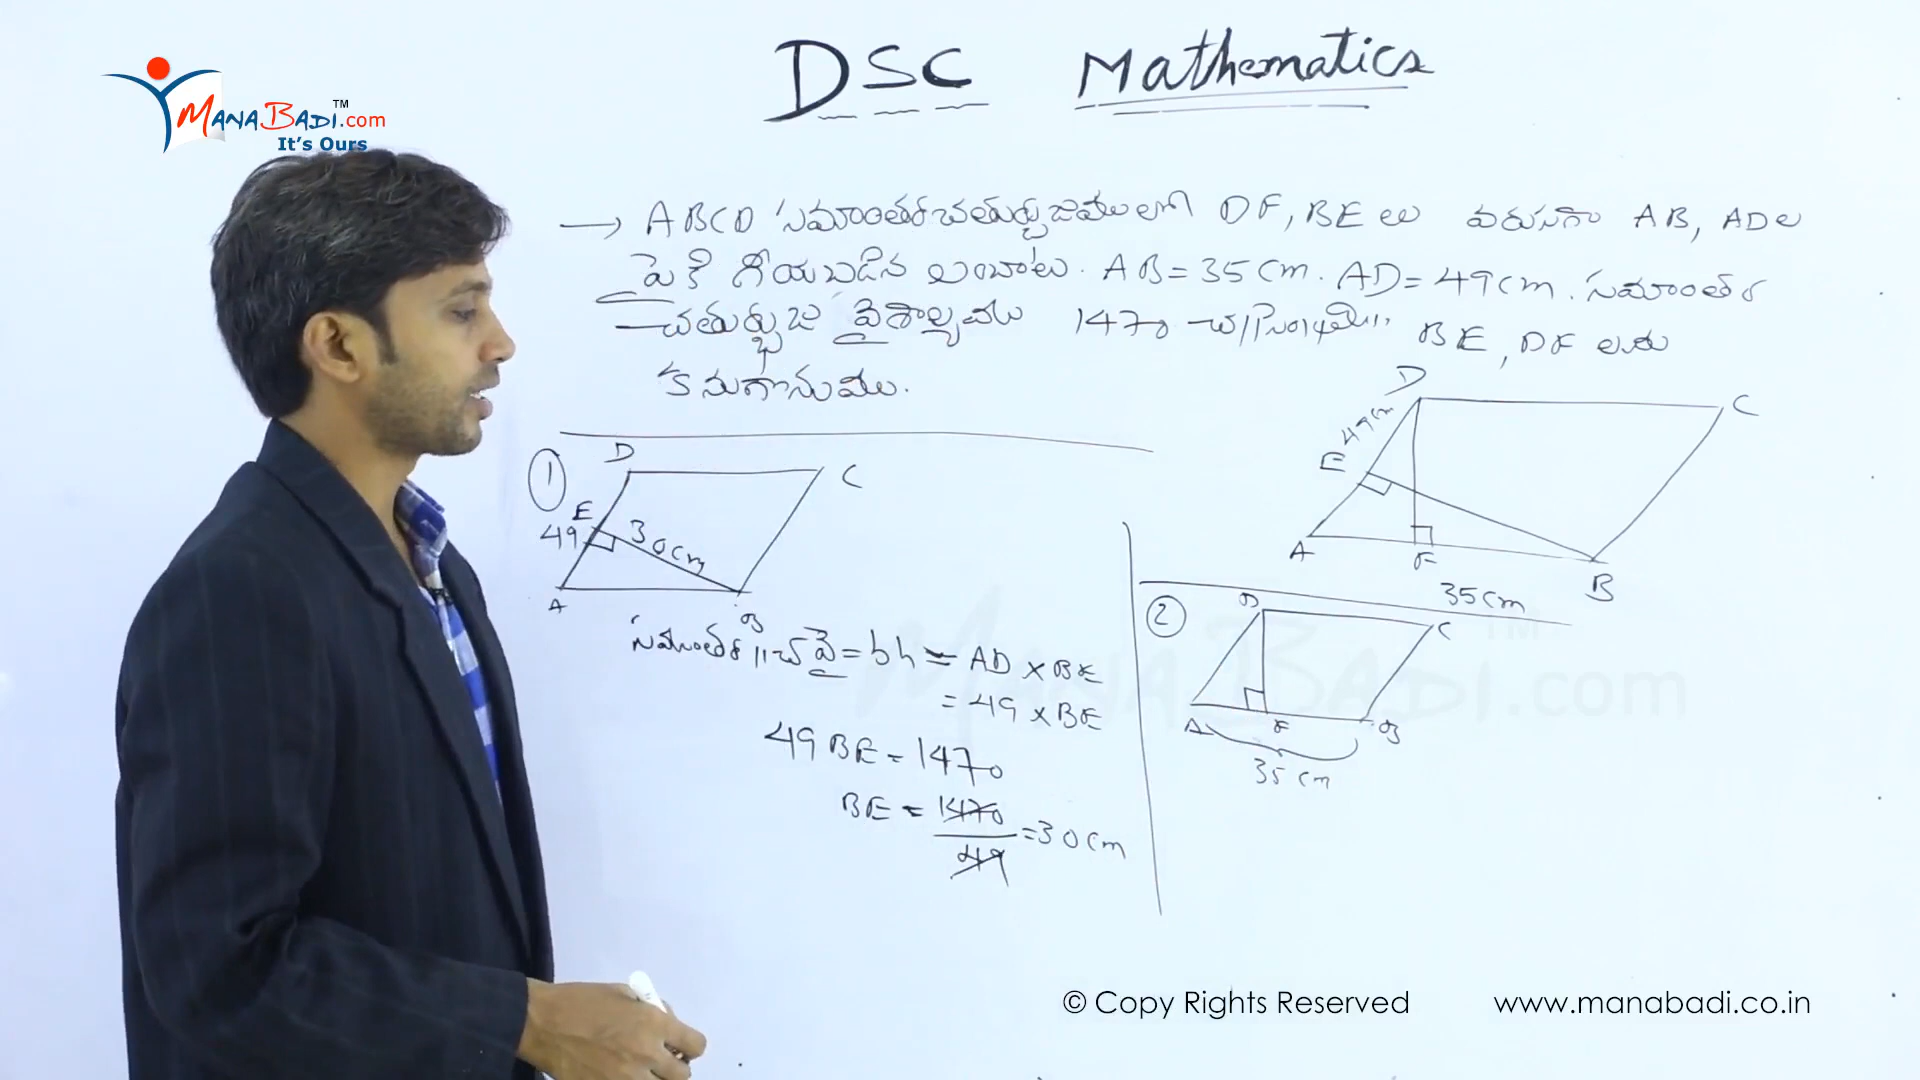 MANABADI.com™
It's Ours
DSC Mathematics
→ ABCD సమాంతర చతుర్భుజములో DF, BE లు వరుసగా AB, AD ల
పైకి గీయబడిన లంబాలు. AB = 35 cm. AD = 49 cm. సమాంతర
చతుర్భుజ వైశాల్యము 1470 చ॥సెం॥మీ॥ BE, DF లను
కనుగొనుము.
D
C
49 cm
E
A
F
B
35 cm
1
D
C
E
49
30 cm
A
B
సమాంతర ॥చ వై = bh = AD × BE
= 49 × BE
49 BE = 1470
BE = 1470/49 = 30 cm
2
D
C
A
F
B
35 cm
MANABADI.com™
© Copy Rights Reserved www.manabadi.co.in